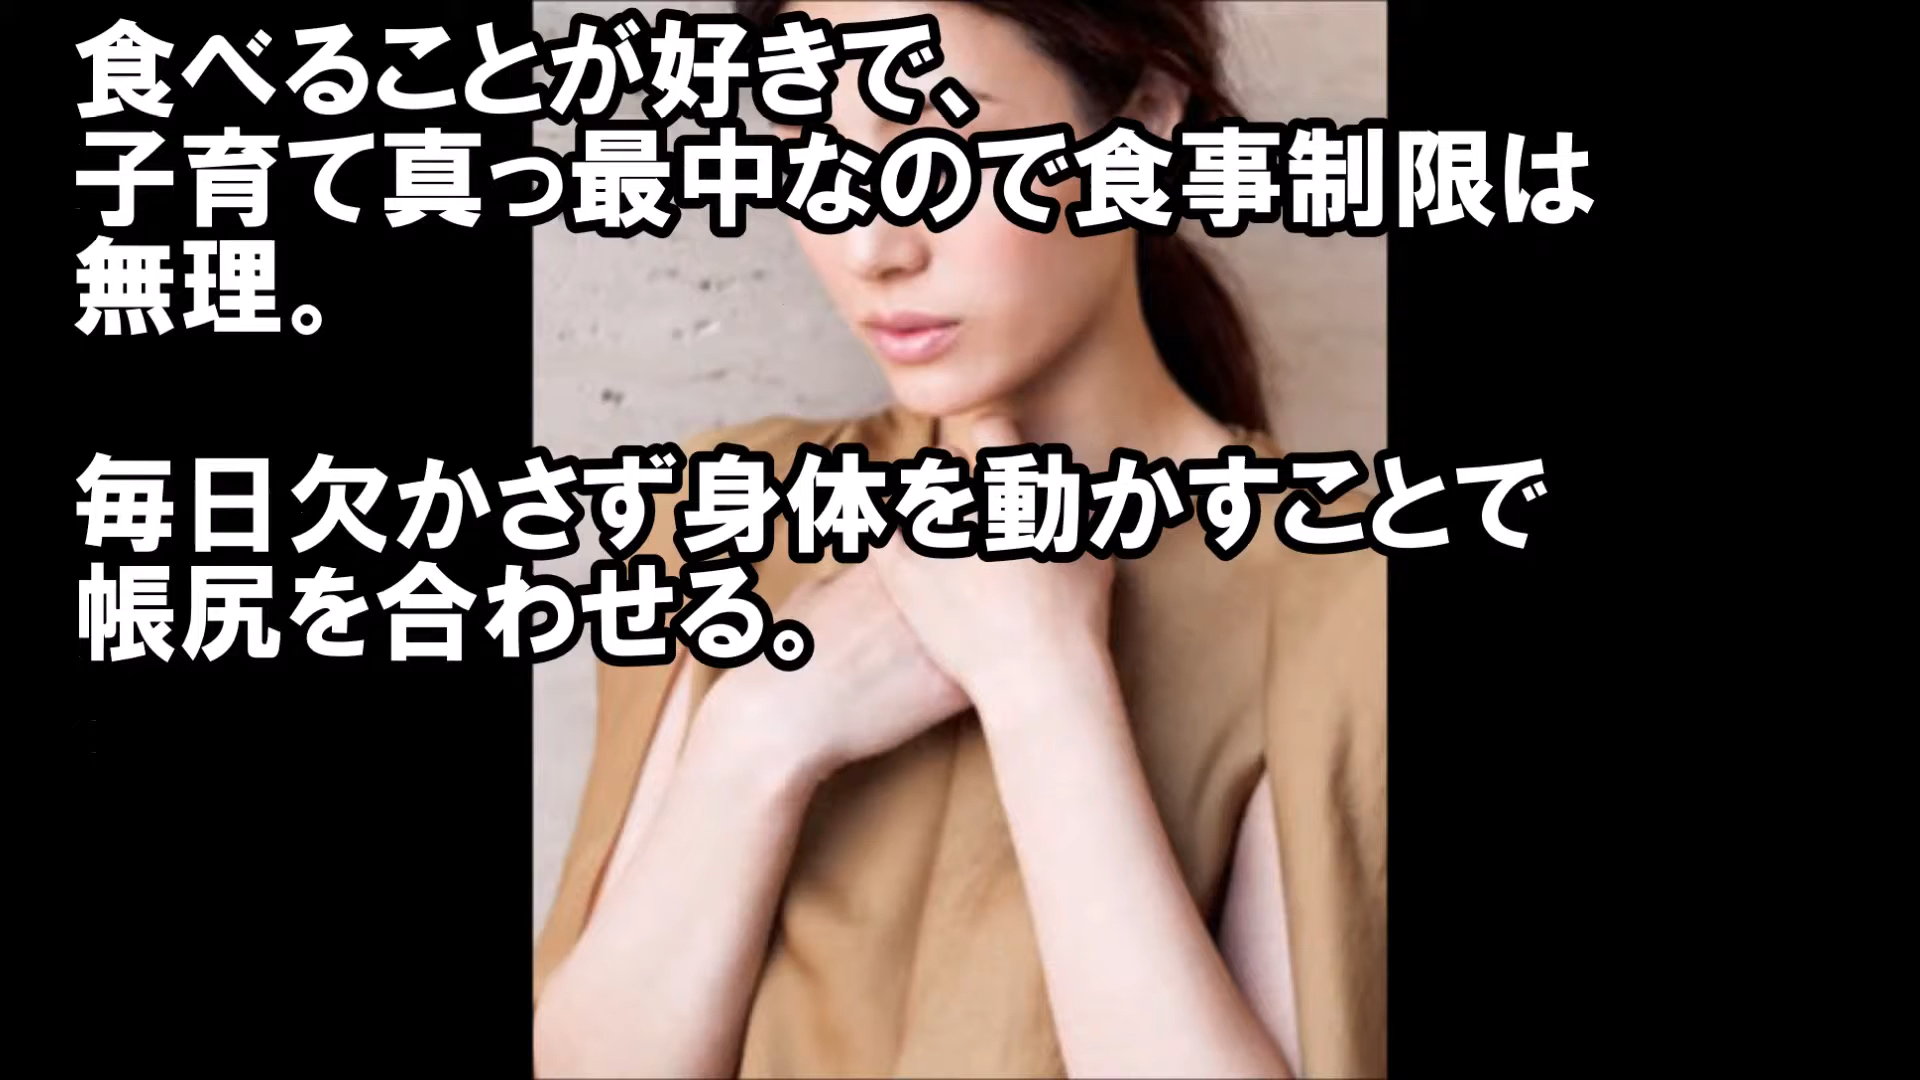 食べることが好きで、
子育て真っ最中なので食事制限は
無理。
毎日欠かさず身体を動かすことで
帳尻を合わせる。